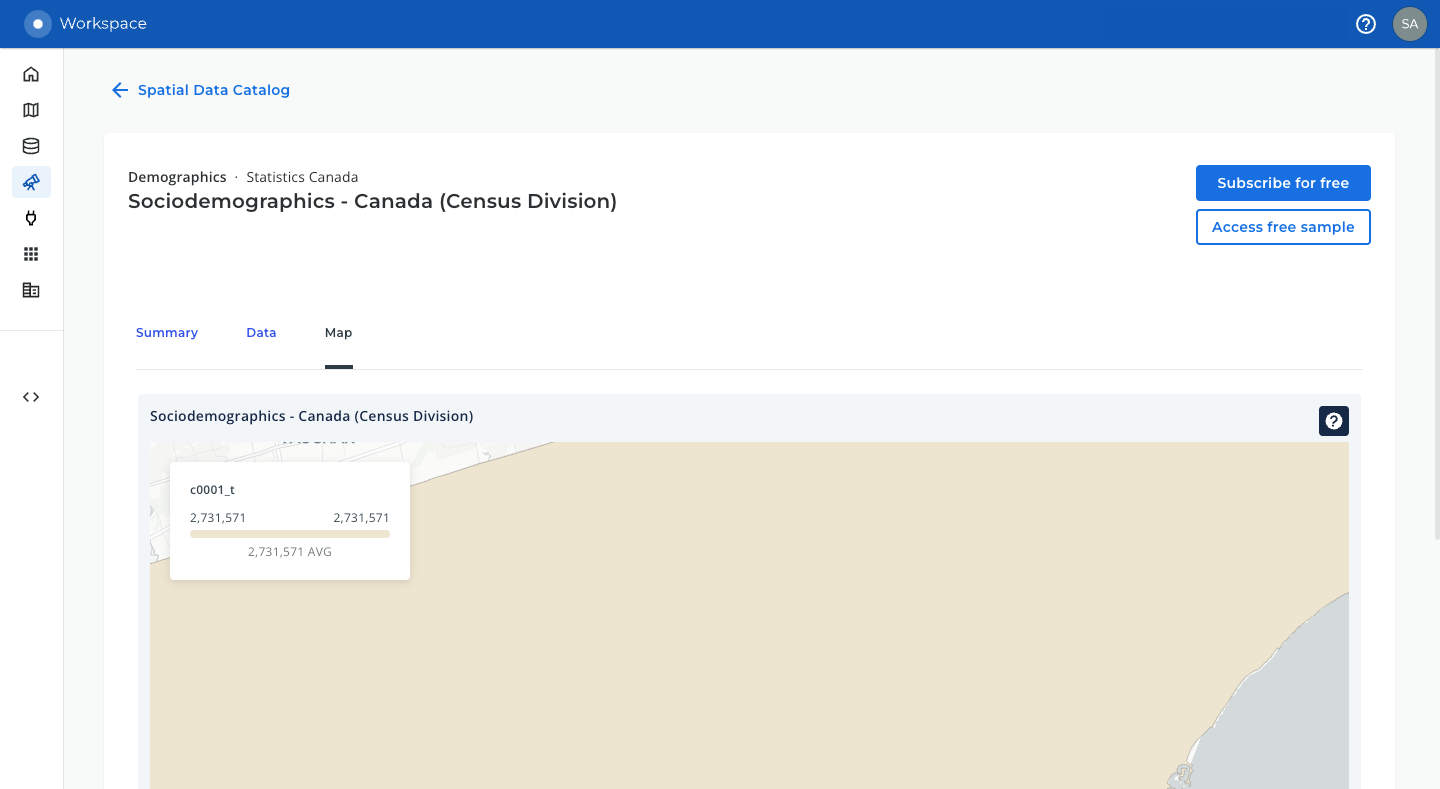 Workspace
SA
Spatial Data Catalog
Demographics · Statistics Canada
Sociodemographics - Canada (Census Division)
Subscribe for free
Access free sample
Summary
Data
Map
Sociodemographics - Canada (Census Division)
c0001_t
2,731,571 2,731,571
2,731,571 AVG